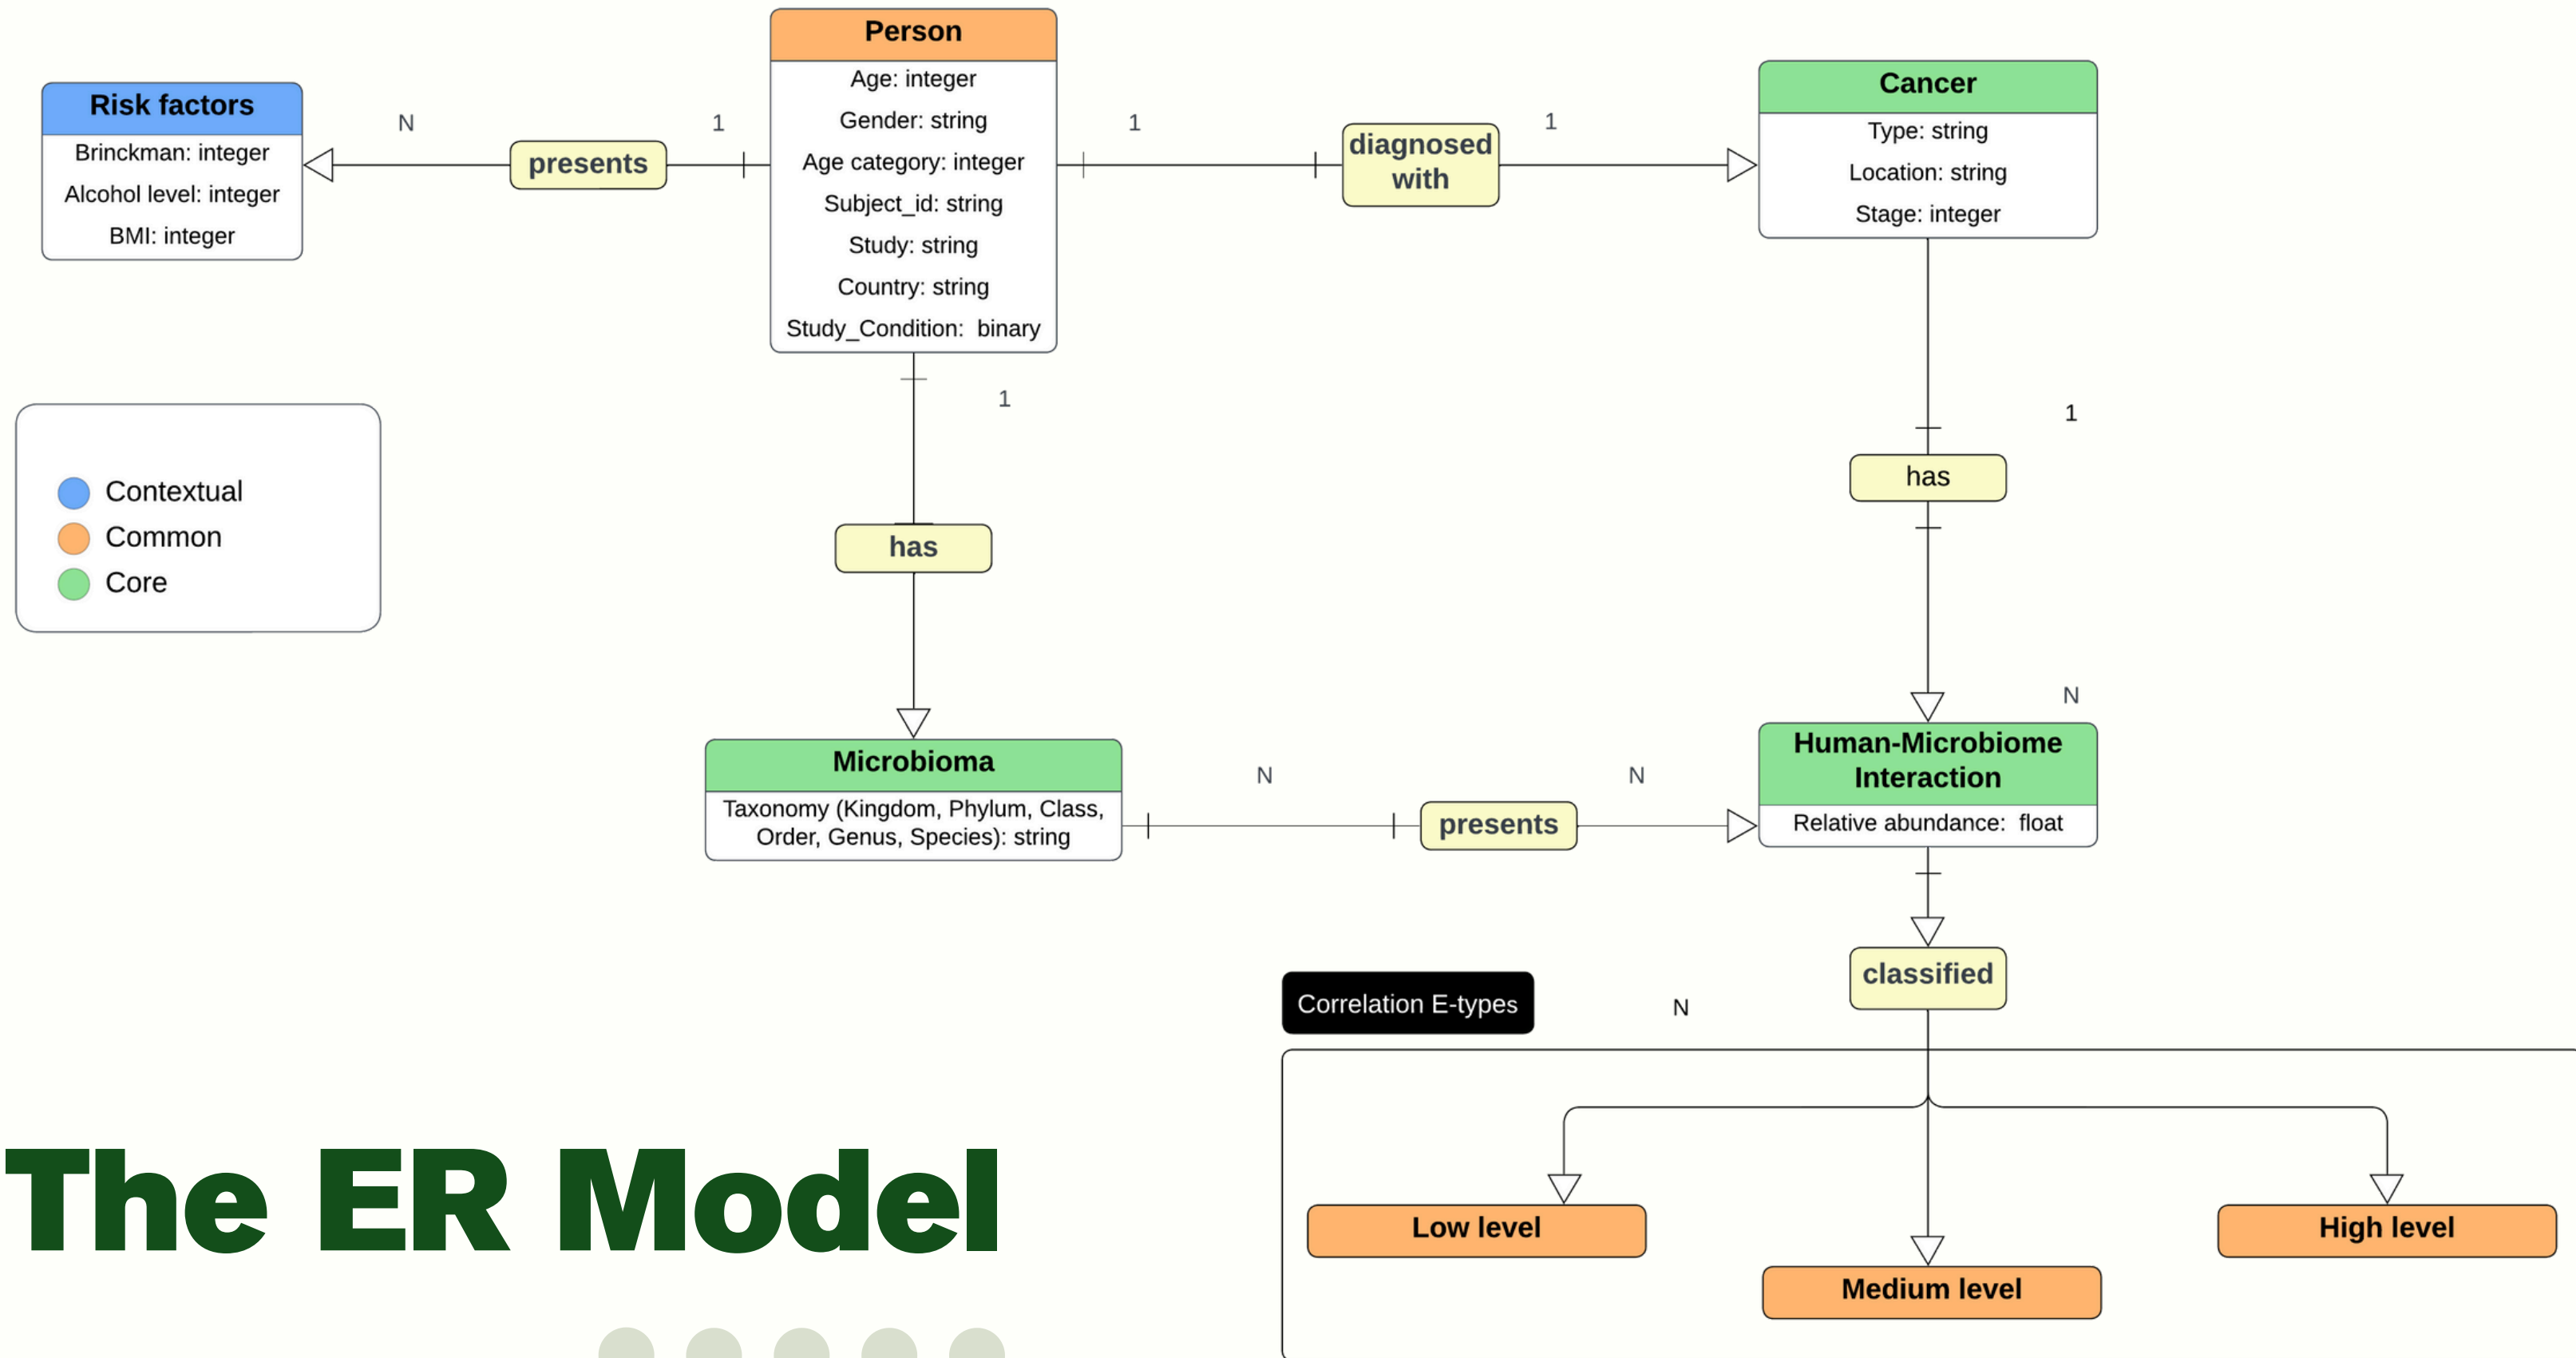 Person
Age: integer
Gender: string
Age category: integer
Subject_id: string
Study: string
Country: string
Study_Condition: binary
Risk factors
Brinckman: integer
Alcohol level: integer
BMI: integer
N
presents
1
1
diagnosed
with
1
Cancer
Type: string
Location: string
Stage: integer
Contextual
Common
Core
1
has
1
has
N
Microbioma
Taxonomy (Kingdom, Phylum, Class,
Order, Genus, Species): string
N
presents
N
Human-Microbiome
Interaction
Relative abundance: float
classified
Correlation E-types
N
Low level
Medium level
High level
The ER Model